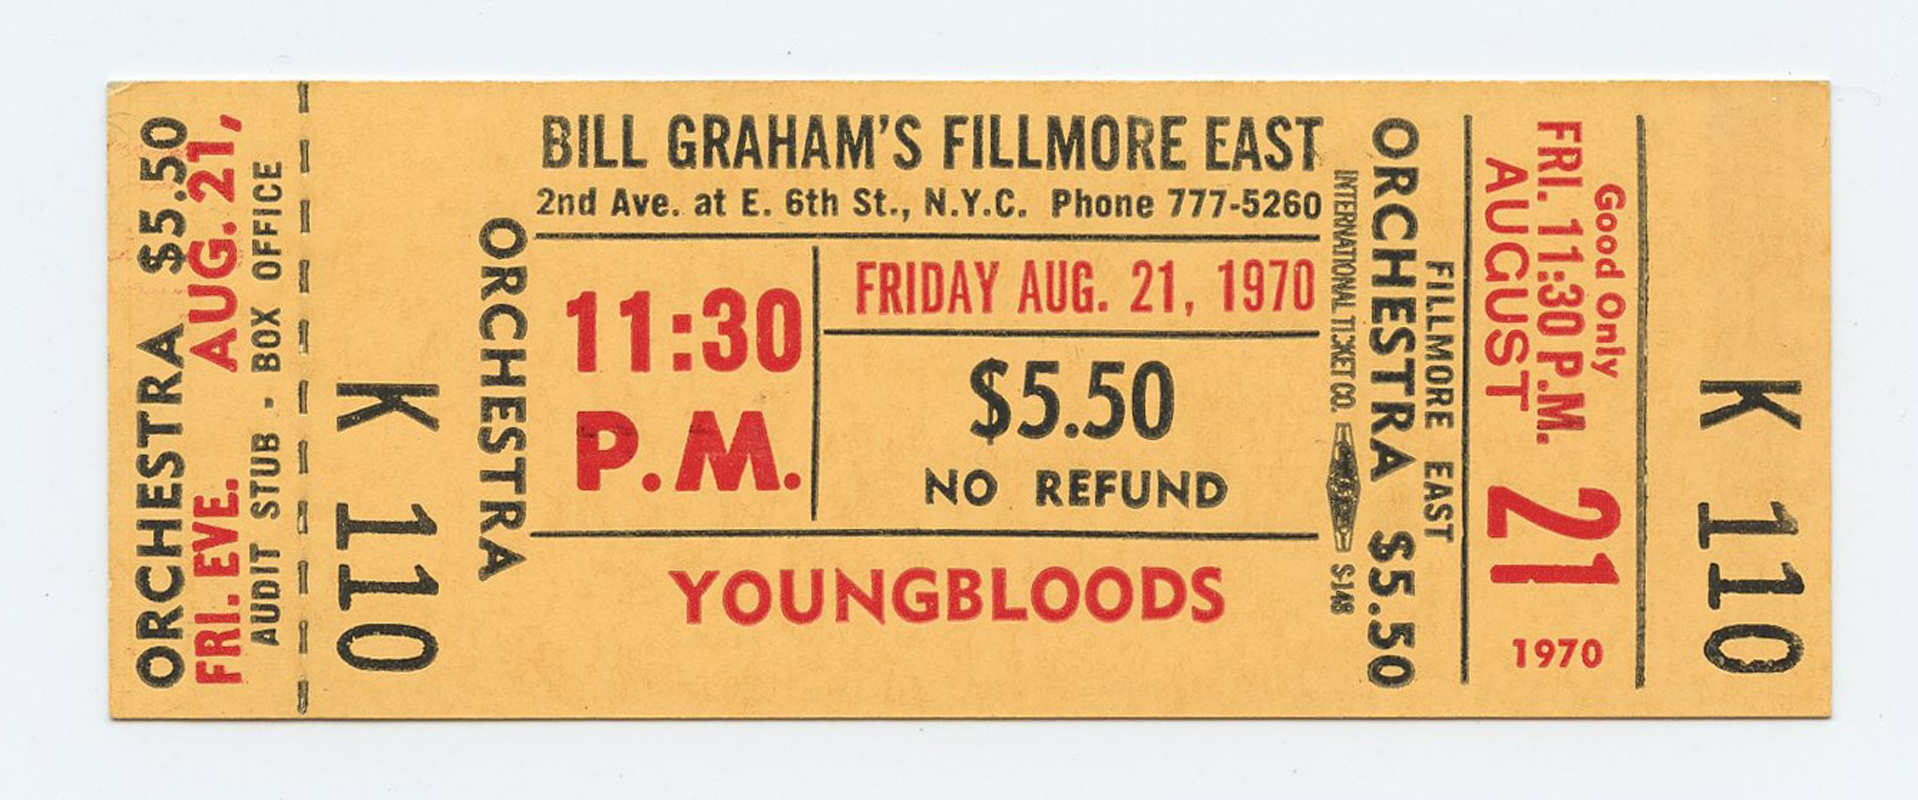 ORCHESTRA $5.50
FRI. EVE. AUG. 21,
AUDIT STUB - BOX OFFICE
K 110
ORCHESTRA
BILL GRAHAM'S FILLMORE EAST
2nd Ave. at E. 6th St., N.Y.C. Phone 777-5260
11:30
P.M.
FRIDAY AUG. 21, 1970
$5.50
NO REFUND
YOUNGBLOODS
INTERNATIONAL TICKET CO. S-148
ORCHESTRA $5.50
FILLMORE EAST
Good Only
FRI. 11:30 P.M.
AUGUST
21
1970
K 110